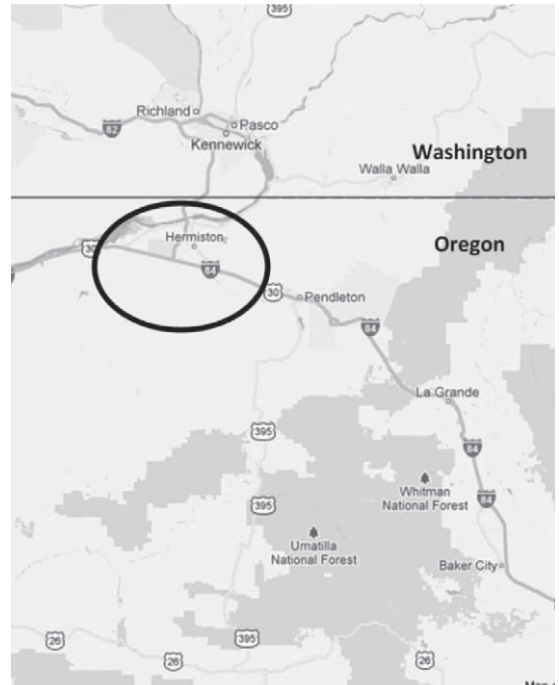 395
Richland
Pasco
82
Kennewick
Washington
Walla Walla
Hermiston
Oregon
30
84
30
Pendleton
84
La Grande
395
84
Whitman
National Forest
84
395
Umatilla
National Forest
Baker City
26
395
26
26